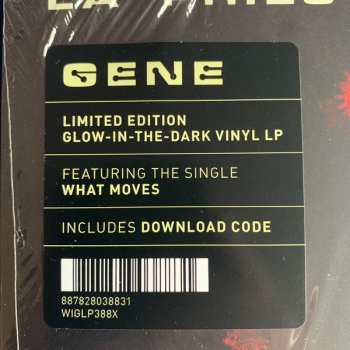 GENE
LIMITED EDITION
GLOW-IN-THE-DARK VINYL LP
FEATURING THE SINGLE
WHAT MOVES
INCLUDES DOWNLOAD CODE
887828038831
WIGLP388X